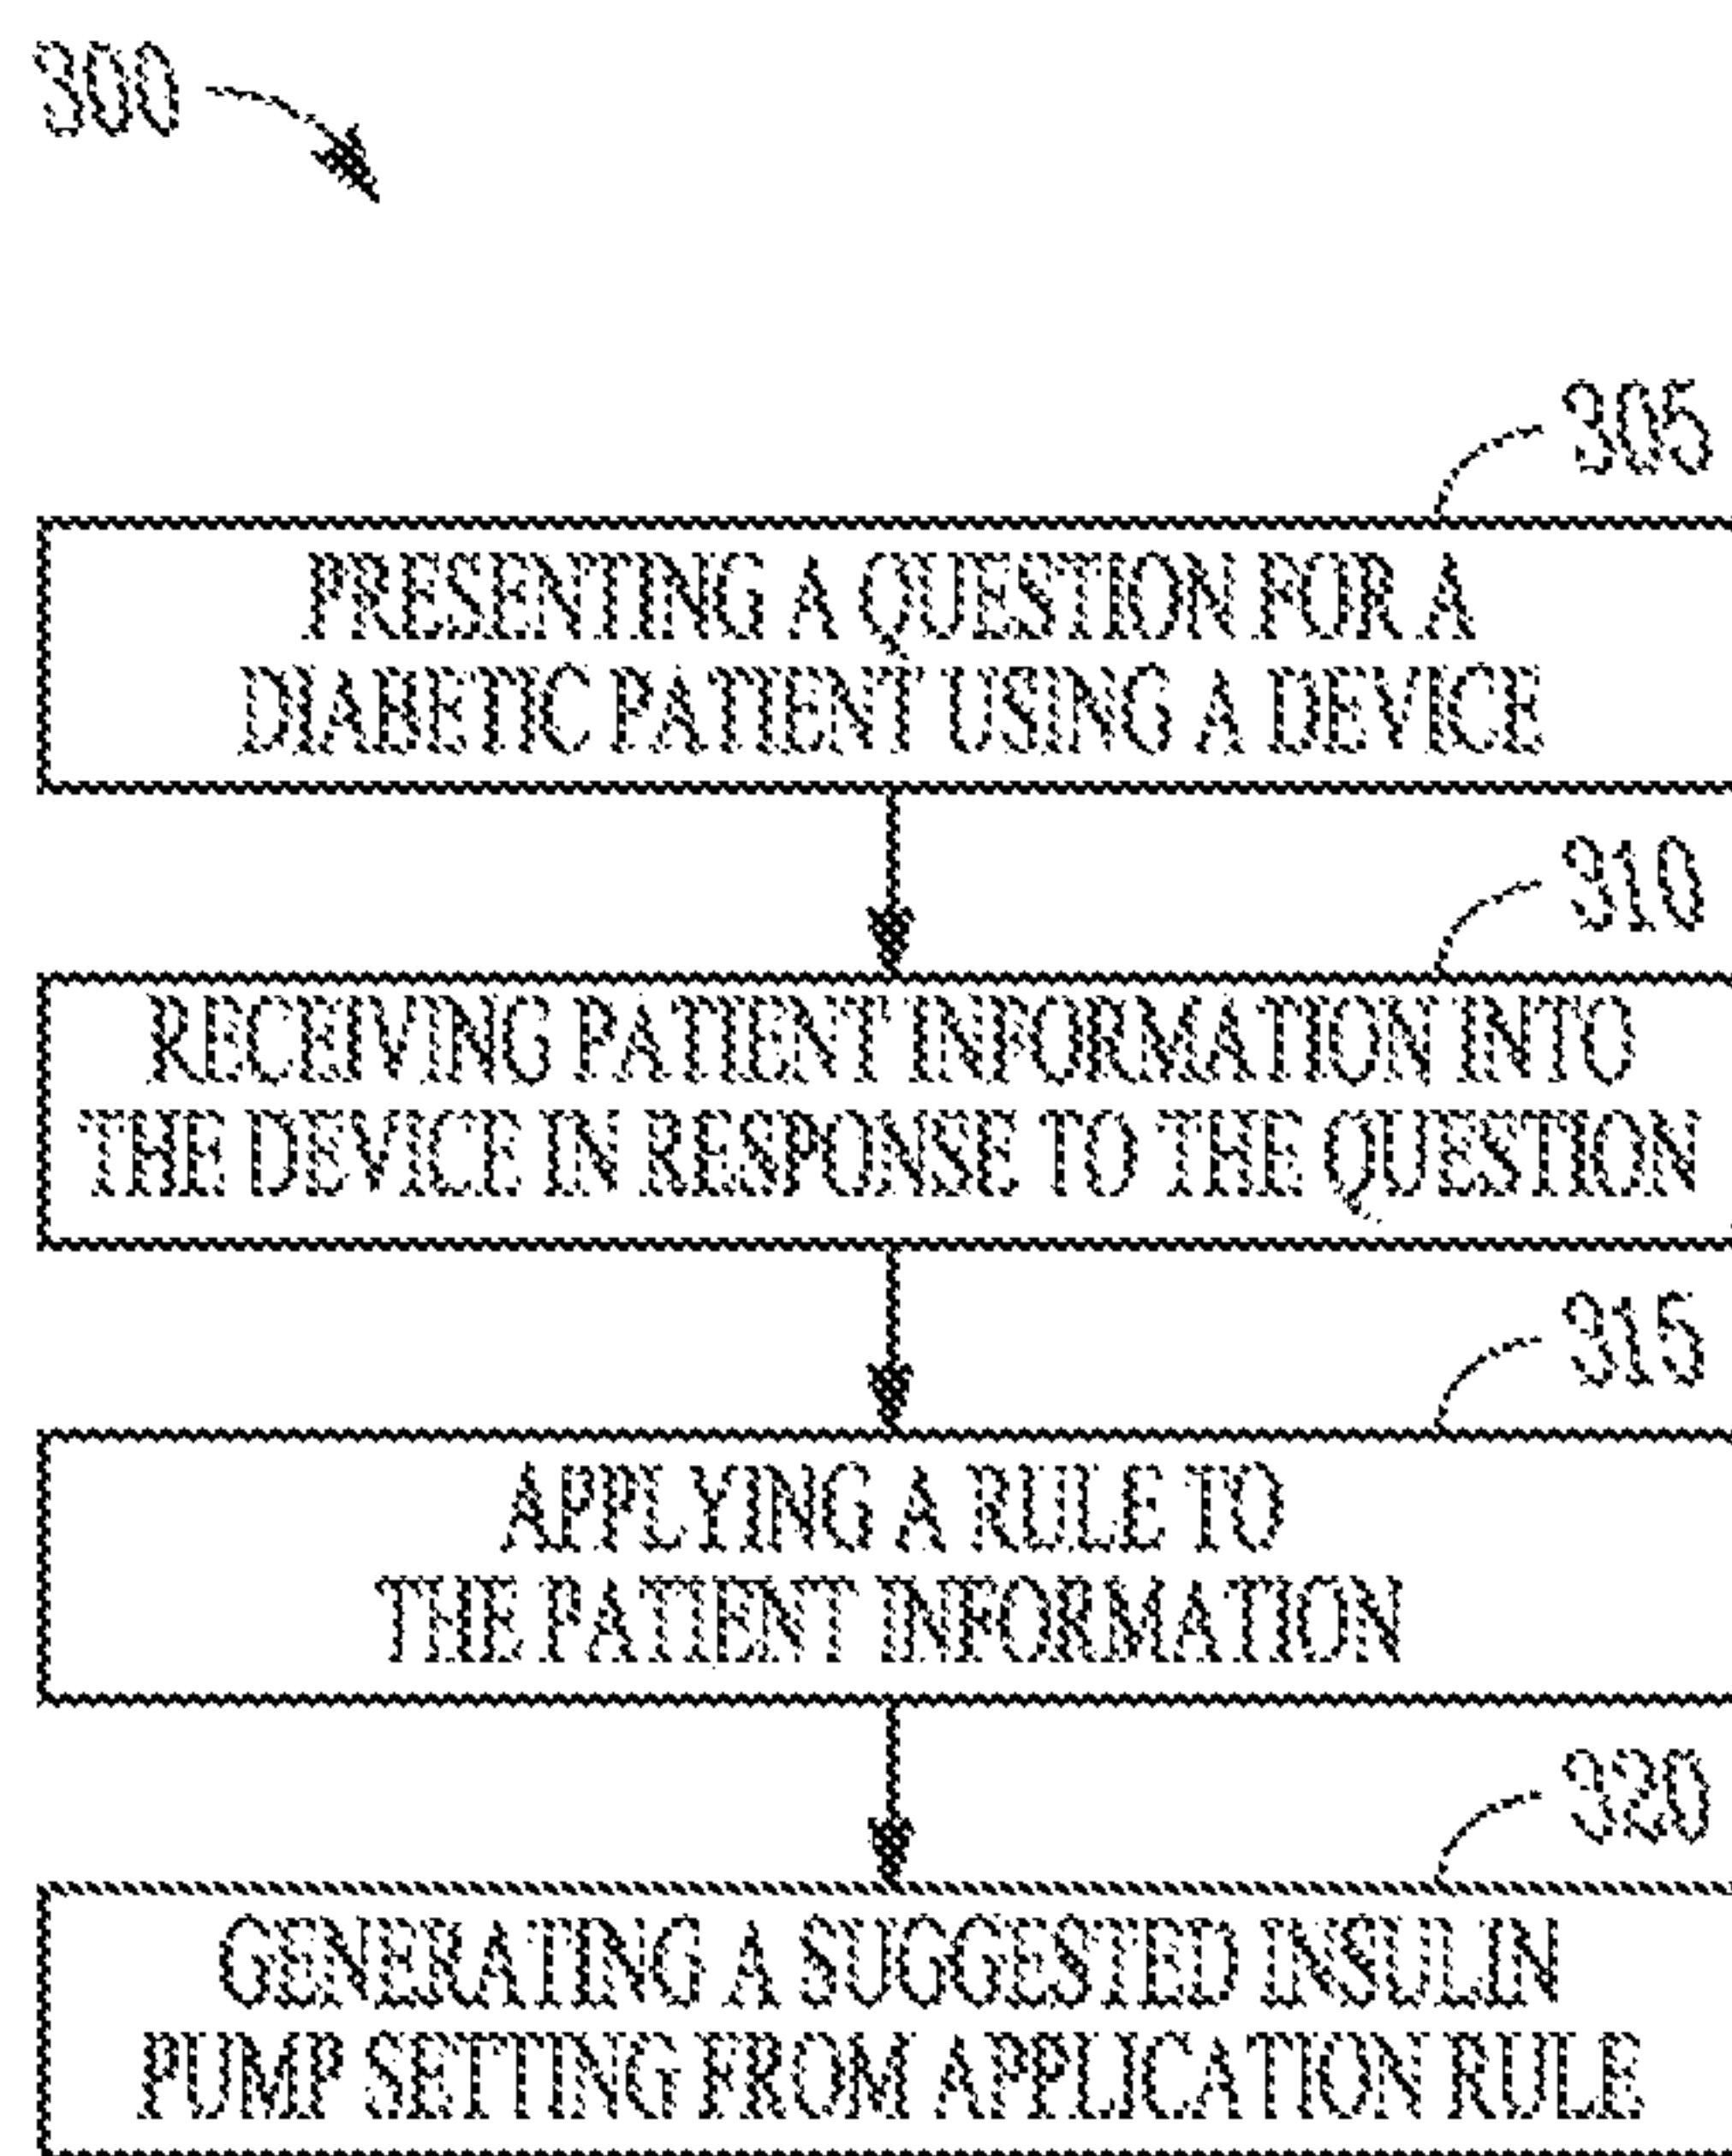 300
305
PRESENTING A QUESTION FOR A
DIABETIC PATIENT USING A DEVICE
310
RECEIVING PATIENT INFORMATION INTO
THE DEVICE IN RESPONSE TO THE QUESTION
315
APPLYING A RULE TO
THE PATIENT INFORMATION
320
GENERATING A SUGGESTED INSULIN
PUMP SETTING FROM APPLICATION RULE